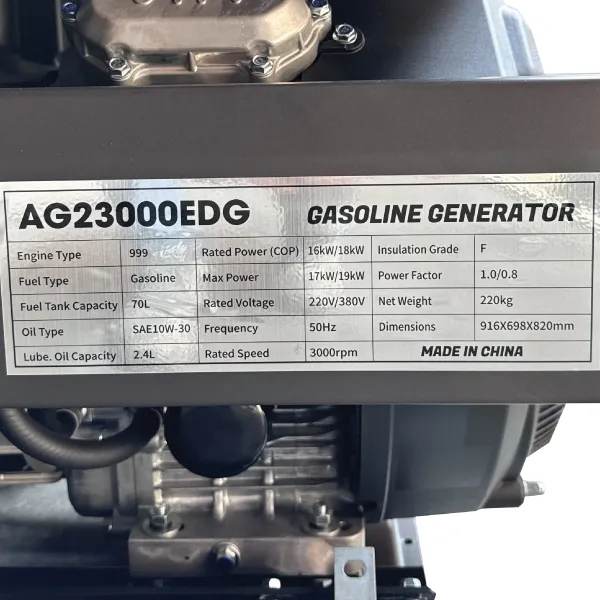 AG23000EDG GASOLINE GENERATOR
Engine Type 999 Rated Power (COP) 16kW/18kW Insulation Grade F
Fuel Type Gasoline Max Power 17kW/19kW Power Factor 1.0/0.8
Fuel Tank Capacity 70L Rated Voltage 220V/380V Net Weight 220kg
Oil Type SAE10W-30 Frequency 50Hz Dimensions 916X698X820mm
Lube. Oil Capacity 2.4L Rated Speed 3000rpm MADE IN CHINA